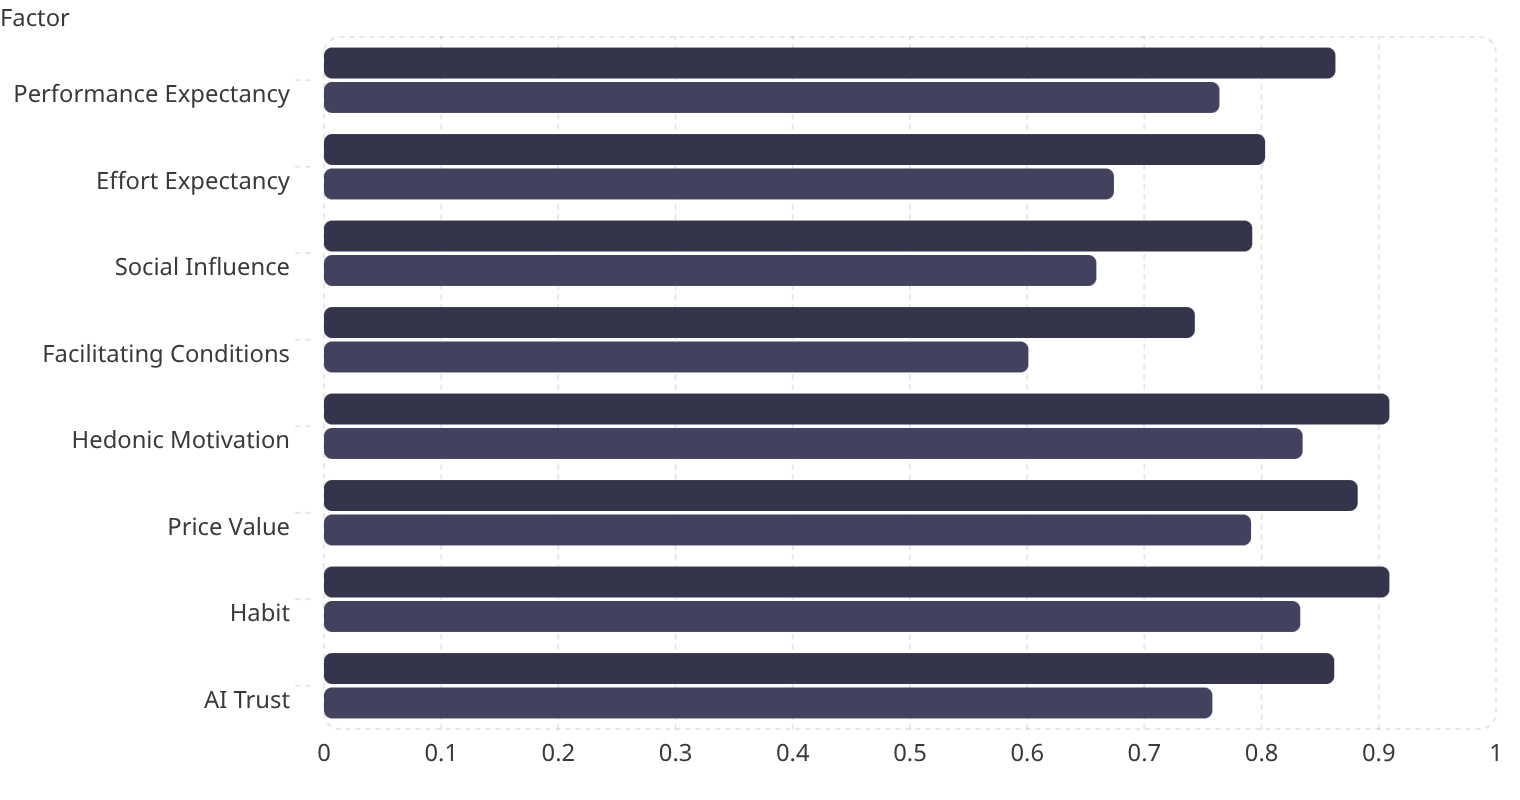 Factor
Performance Expectancy
Effort Expectancy
Social Influence
Facilitating Conditions
Hedonic Motivation
Price Value
Habit
AI Trust
0 0.1 0.2 0.3 0.4 0.5 0.6 0.7 0.8 0.9 1